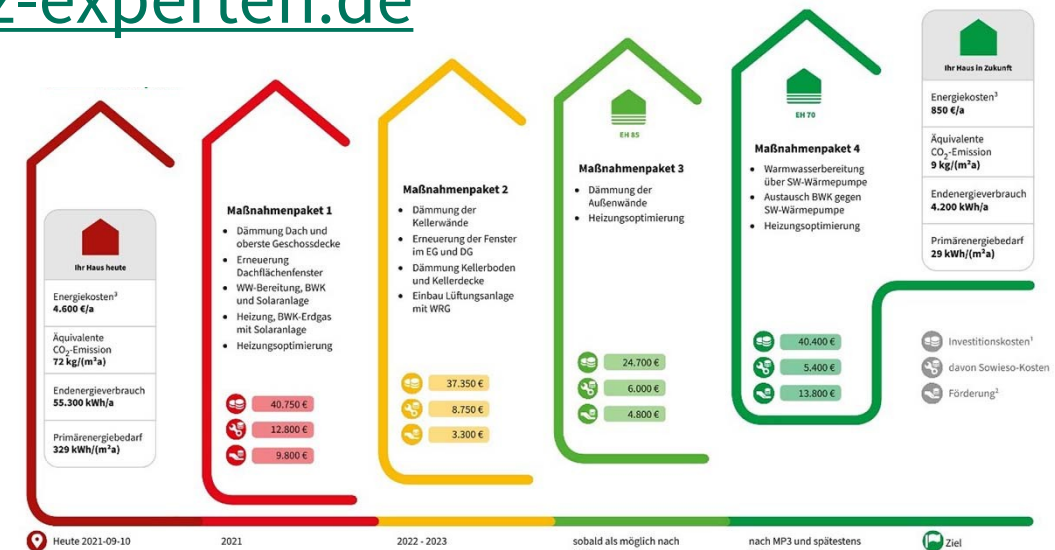 z-experten.de
Ihr Haus heute
Energiekosten³
4.600 €/a
Äquivalente
CO₂-Emission
72 kg/(m²a)
Endenergieverbrauch
55.300 kWh/a
Primärenergiebedarf
329 kWh/(m²a)
Maßnahmenpaket 1
• Dämmung Dach und
oberste Geschossdecke
• Erneuerung
Dachflächenfenster
• WW-Bereitung, BWK
und Solaranlage
• Heizung, BWK-Erdgas
mit Solaranlage
• Heizungsoptimierung
40.750 €
12.800 €
9.800 €
Maßnahmenpaket 2
• Dämmung der
Kellerwände
• Erneuerung der Fenster
im EG und DG
• Dämmung Kellerboden
und Kellerdecke
• Einbau Lüftungsanlage
mit WRG
37.350 €
8.750 €
3.300 €
EH 85
Maßnahmenpaket 3
• Dämmung der
Außenwände
• Heizungsoptimierung
24.700 €
6.000 €
4.800 €
EH 70
Maßnahmenpaket 4
• Warmwasserbereitung
über SW-Wärmepumpe
• Austausch BWK gegen
SW-Wärmepumpe
• Heizungsoptimierung
40.400 €
5.400 €
13.800 €
Ihr Haus in Zukunft
Energiekosten³
850 €/a
Äquivalente
CO₂-Emission
9 kg/(m²a)
Endenergieverbrauch
4.200 kWh/a
Primärenergiebedarf
29 kWh/(m²a)
Investitionskosten¹
davon Sowieso-Kosten
Förderung²
Heute 2021-09-10
2021
2022 - 2023
sobald als möglich nach
nach MP3 und spätestens
Ziel